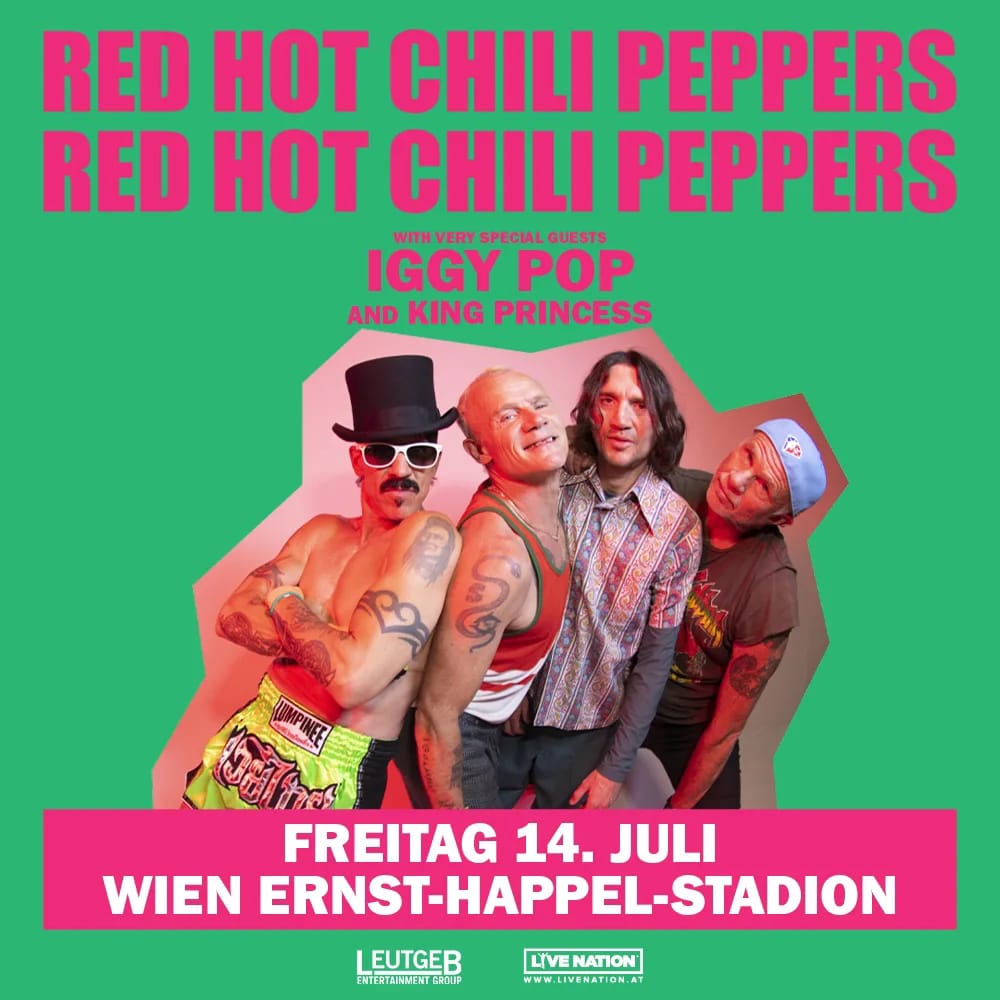 RED HOT CHILI PEPPERS
RED HOT CHILI PEPPERS
WITH VERY SPECIAL GUESTS
IGGY POP
AND KING PRINCESS
LUMPINEE
FREITAG 14. JULI
WIEN ERNST-HAPPEL-STADION
LEUTGEB
ENTERTAINMENT GROUP
LIVE NATION
WWW.LIVENATION.AT